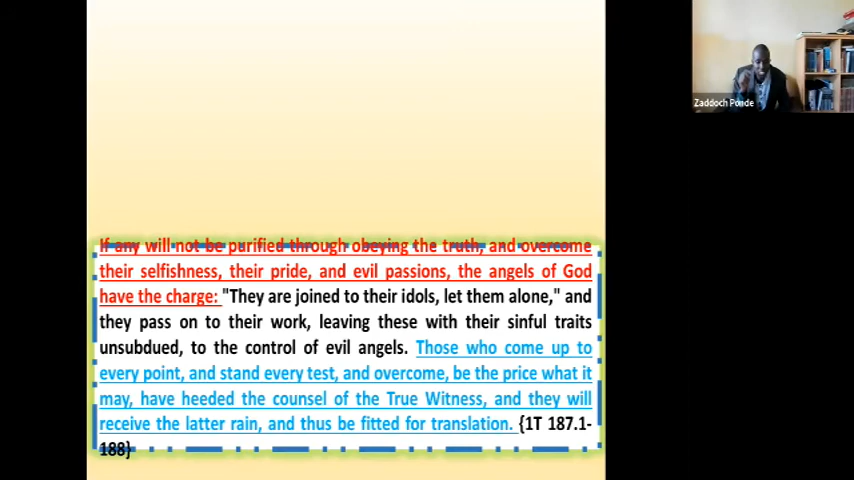 Zaddoch Ponde
If any will not be purified through obeying the truth, and overcome
their selfishness, their pride, and evil passions, the angels of God
have the charge: "They are joined to their idols, let them alone," and
they pass on to their work, leaving these with their sinful traits
unsubdued, to the control of evil angels. Those who come up to
every point, and stand every test, and overcome, be the price what it
may, have heeded the counsel of the True Witness, and they will
receive the latter rain, and thus be fitted for translation. {1T 187.1-
188}